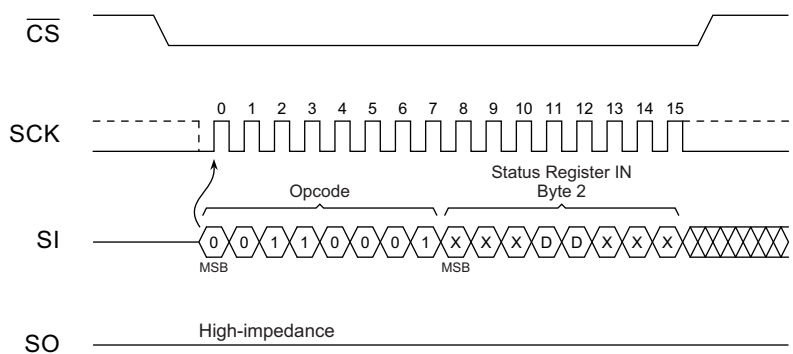 CS
0 1 2 3 4 5 6 7 8 9 10 11 12 13 14 15
SCK
Status Register IN
Opcode Byte 2
SI 0 0 1 1 0 0 0 1 X X X D D X X X
MSB MSB
High-impedance
SO